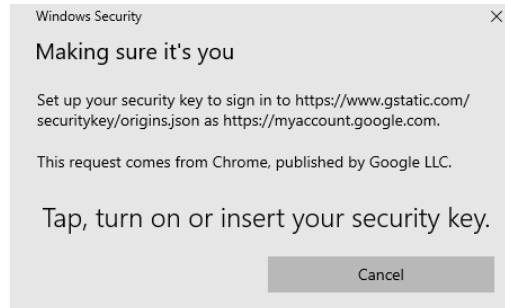 Windows Security
Making sure it's you
Set up your security key to sign in to https://www.gstatic.com/
securitykey/origins.json as https://myaccount.google.com.
This request comes from Chrome, published by Google LLC.
Tap, turn on or insert your security key.
Cancel